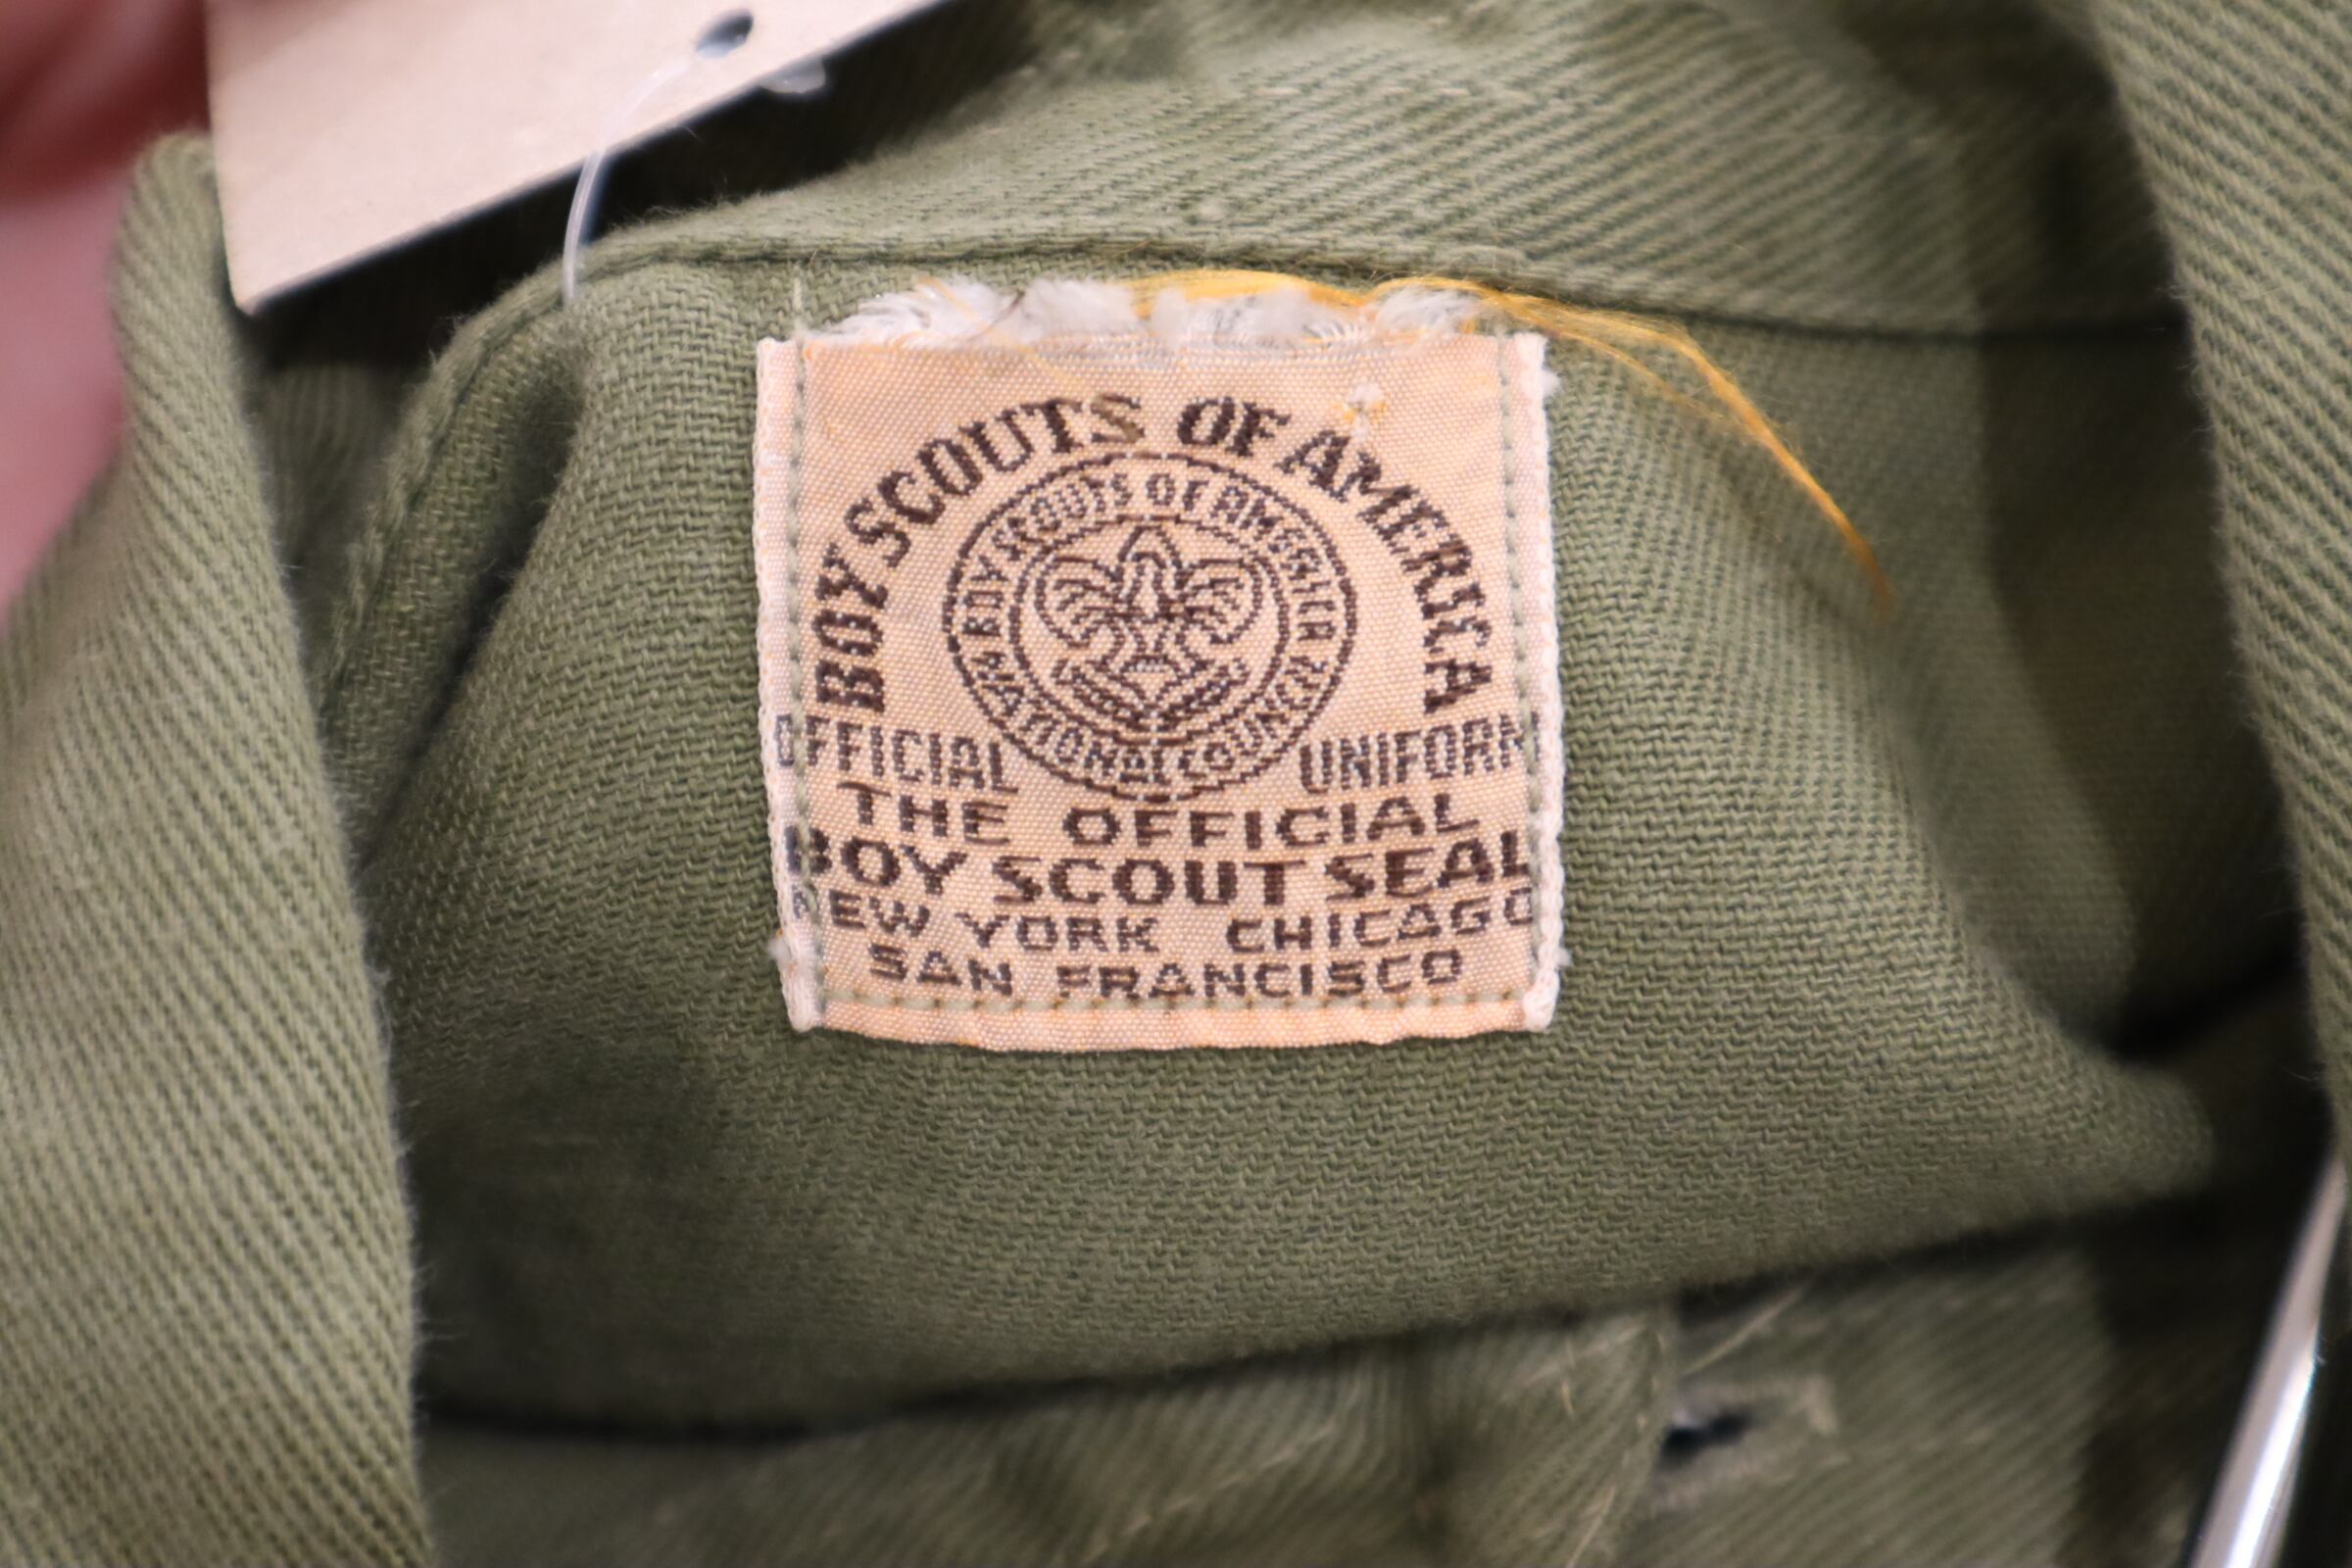 BOY SCOUTS OF AMERICA
BOY SCOUTS OF AMERICA
NATIONAL COUNCIL
OFFICIAL UNIFORM
THE OFFICIAL
BOY SCOUT SEAL
NEW YORK CHICAGO
SAN FRANCISCO